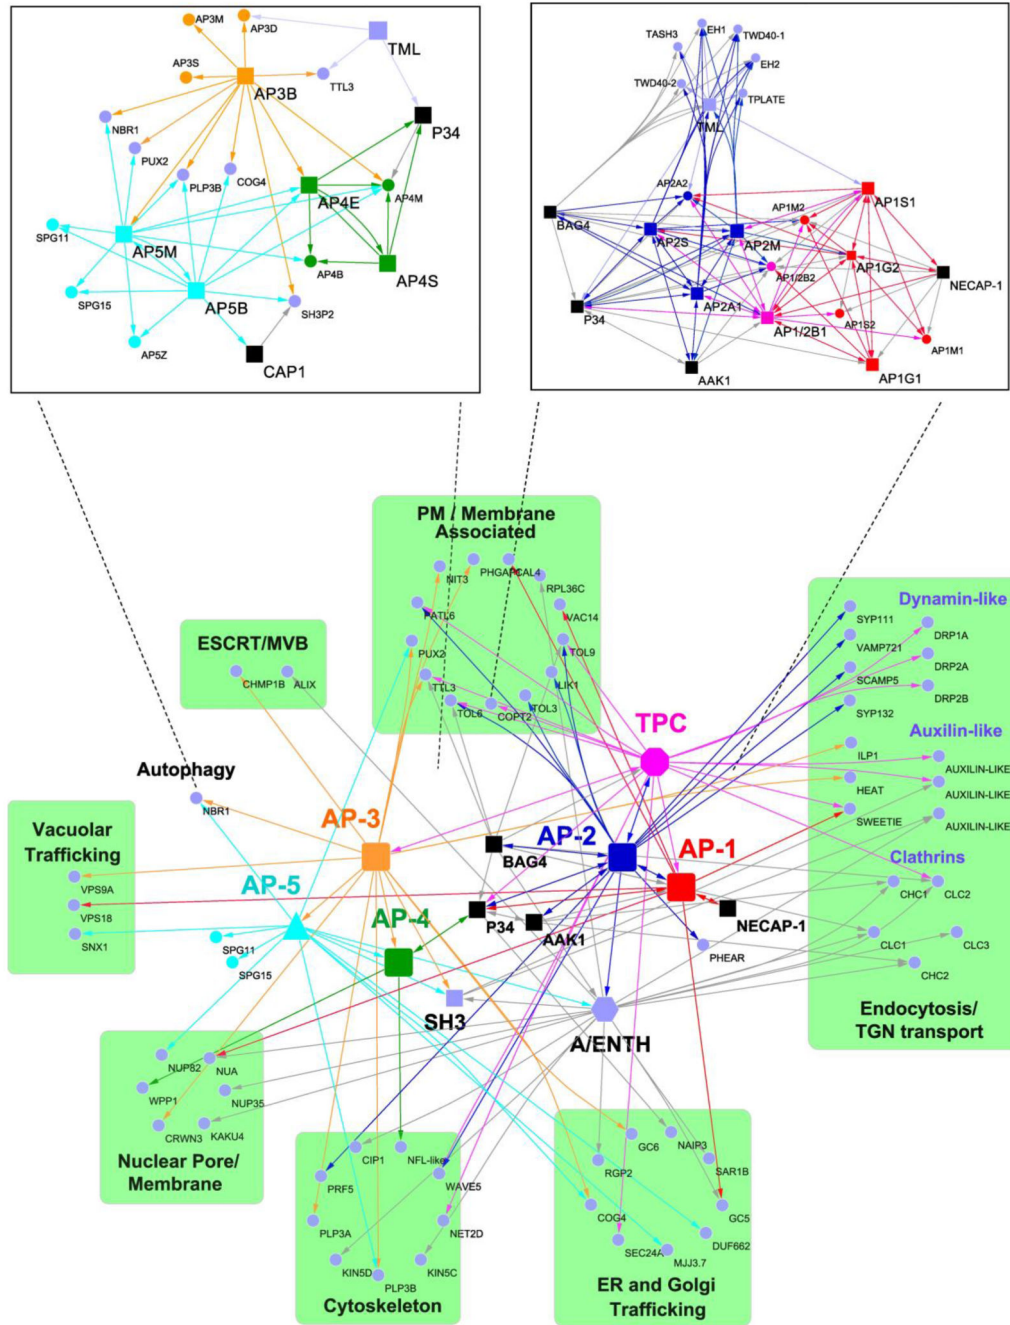 AP3M
AP3D
TML
AP3S
TTL3
AP3B
P34
NBR1
PUX2
PLP3B
COG4
AP4E
AP4M
SPG11
AP5M
AP4B
AP4S
SPG15
AP5B
SH3P2
AP5Z
CAP1
TASH3
EH1
TWD40-1
EH2
TWD40-2
TPLATE
TML
AP2A2
AP1M2
AP1S1
BAG4
AP2S
AP2M
AP1G2
AP1/2B2
NECAP-1
AP2A1
P34
AP1/2B1
AP1S2
AP1M1
AAK1
AP1G1
PM / Membrane
Associated
NIT3
PHGAP
CAL4
RPL36C
PATL6
VAC14
PUX2
TOL9
TTL3
LIK1
TOL6
COPT2
TOL3
ESCRT/MVB
CHMP1B
ALIX
Dynamin-like
SYP111
DRP1A
VAMP721
DRP2A
SCAMP5
DRP2B
SYP132
Auxilin-like
ILP1
AUXILIN-LIKE
HEAT
AUXILIN-LIKE
SWEETIE
AUXILIN-LIKE
Clathrins
CHC1
CLC2
CLC1
CLC3
CHC2
Endocytosis/
TGN transport
TPC
Autophagy
NBR1
AP-3
AP-2
AP-1
BAG4
Vacuolar
Trafficking
VPS9A
VPS18
SNX1
AP-5
AP-4
P34
AAK1
NECAP-1
SPG11
SPG15
PHEAR
SH3
A/ENTH
NUP82
NUA
WPP1
NUP35
CRWN3
KAKU4
Nuclear Pore/
Membrane
CIP1
NFL-like
PRF5
WAVE5
PLP3A
NET2D
KIN5D
KIN5C
PLP3B
Cytoskeleton
GC6
NAIP3
RGP2
SAR1B
COG4
GC5
SEC24A
DUF662
MJJ3.7
ER and Golgi
Trafficking